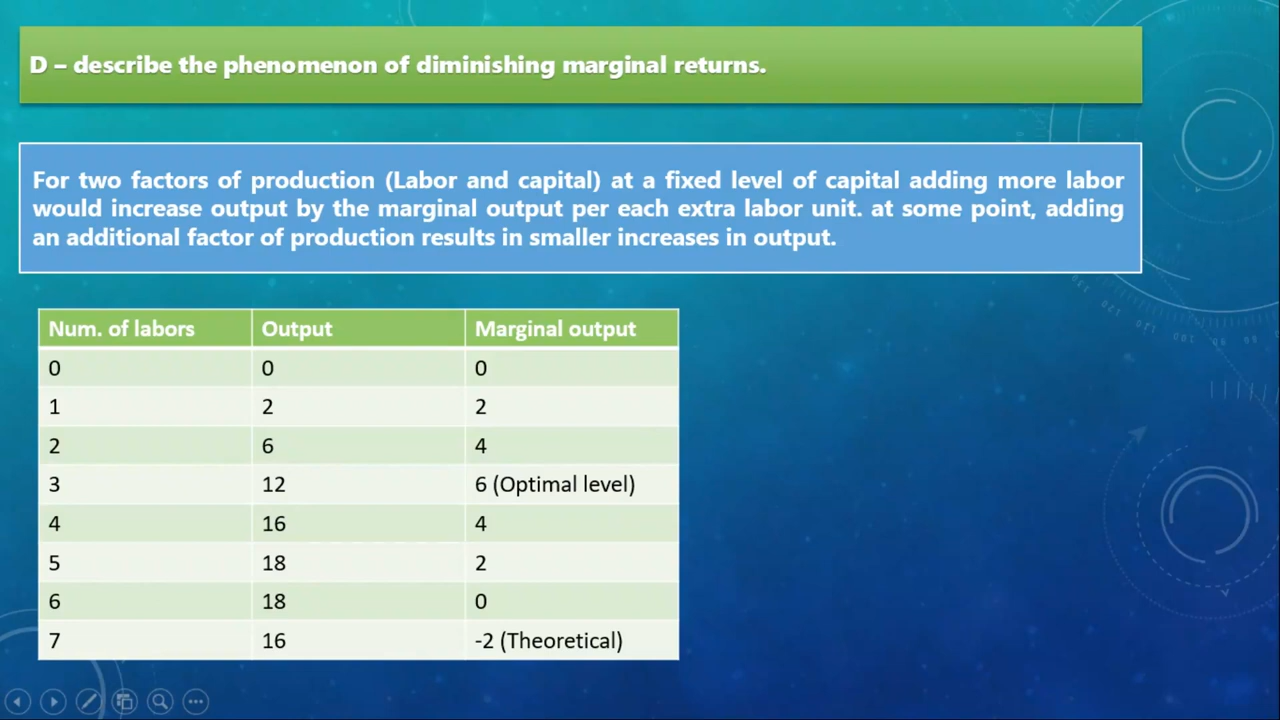 D – describe the phenomenon of diminishing marginal returns.
For two factors of production (Labor and capital) at a fixed level of capital adding more labor
would increase output by the marginal output per each extra labor unit. at some point, adding
an additional factor of production results in smaller increases in output.
Num. of labors Output Marginal output
0 0 0
1 2 2
2 6 4
3 12 6 (Optimal level)
4 16 4
5 18 2
6 18 0
7 16 -2 (Theoretical)